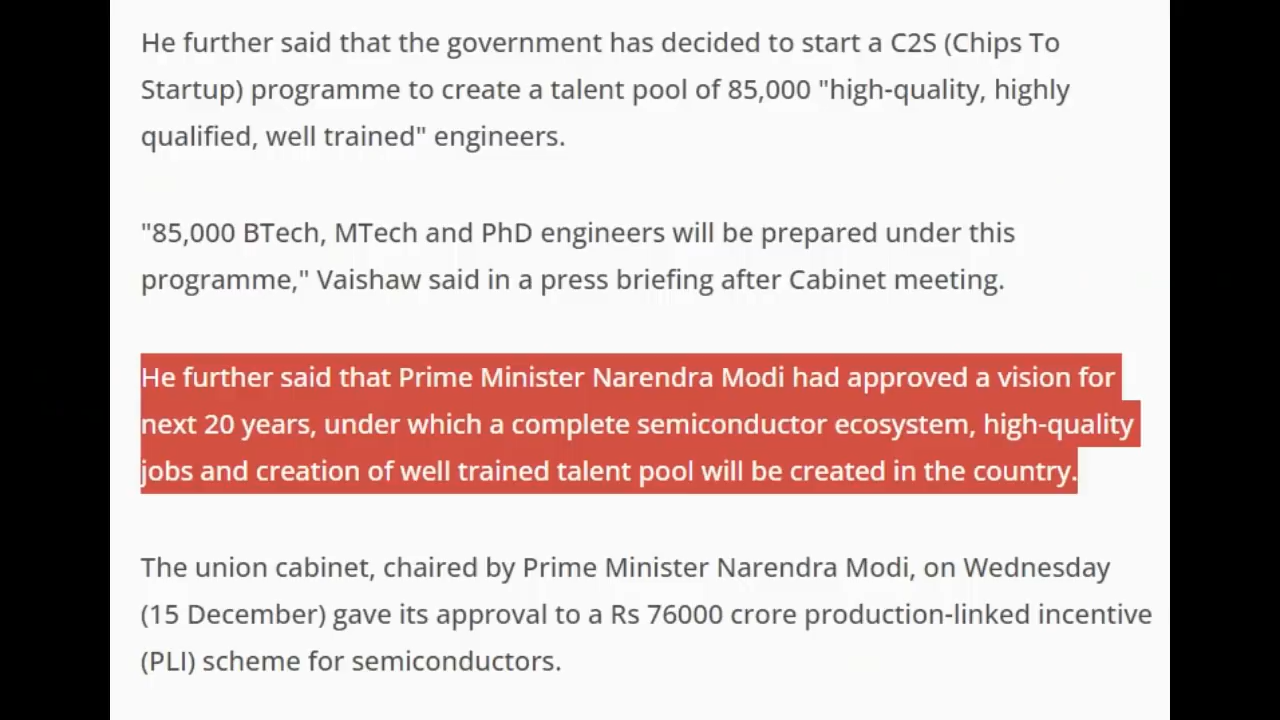 He further said that the government has decided to start a C2S (Chips To
Startup) programme to create a talent pool of 85,000 "high-quality, highly
qualified, well trained" engineers.
"85,000 BTech, MTech and PhD engineers will be prepared under this
programme," Vaishaw said in a press briefing after Cabinet meeting.
He further said that Prime Minister Narendra Modi had approved a vision for
next 20 years, under which a complete semiconductor ecosystem, high-quality
jobs and creation of well trained talent pool will be created in the country.
The union cabinet, chaired by Prime Minister Narendra Modi, on Wednesday
(15 December) gave its approval to a Rs 76000 crore production-linked incentive
(PLI) scheme for semiconductors.